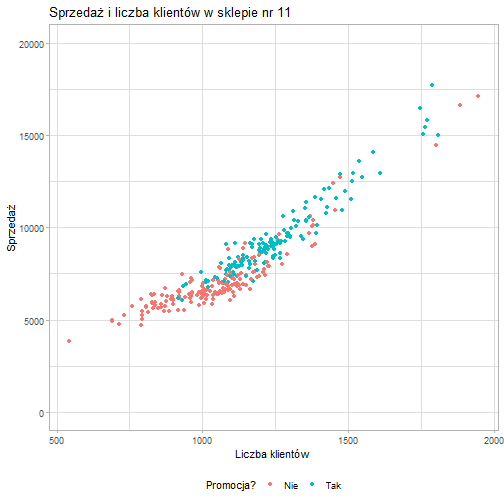 Sprzedaż i liczba klientów w sklepie nr 11
20000
15000
10000
5000
0
Sprzedaż
500 1000 1500 2000
Liczba klientów
Promocja? Nie Tak